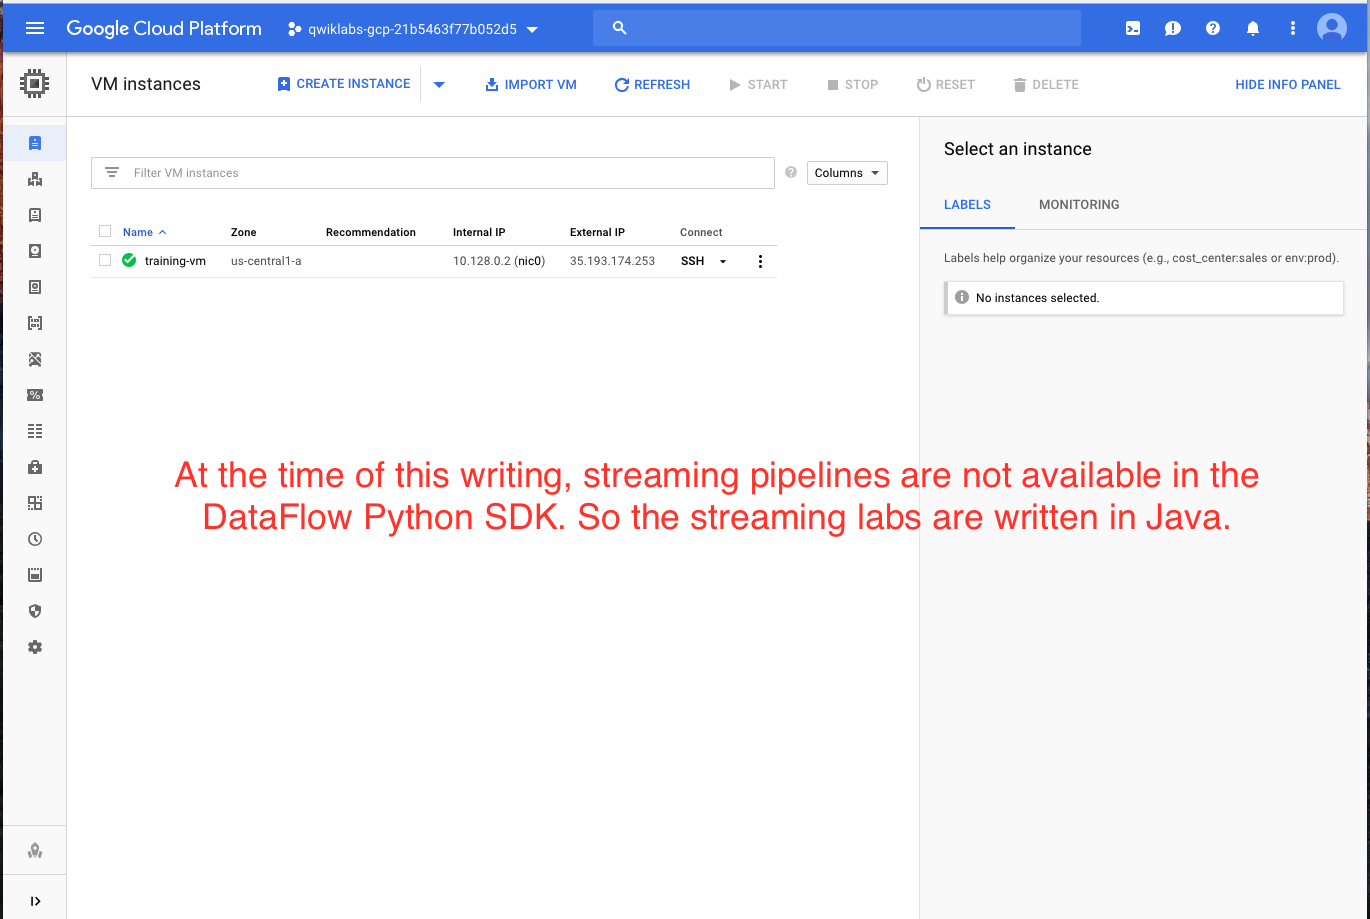 Google Cloud Platform qwiklabs-gcp-21b5463f77b052d5
VM instances CREATE INSTANCE IMPORT VM REFRESH START STOP RESET DELETE HIDE INFO PANEL
Filter VM instances Columns
Name Zone Recommendation Internal IP External IP Connect
training-vm us-central1-a 10.128.0.2 (nic0) 35.193.174.253 SSH
Select an instance
LABELS MONITORING
Labels help organize your resources (e.g., cost_center:sales or env:prod).
No instances selected.
At the time of this writing, streaming pipelines are not available in the
DataFlow Python SDK. So the streaming labs are written in Java.